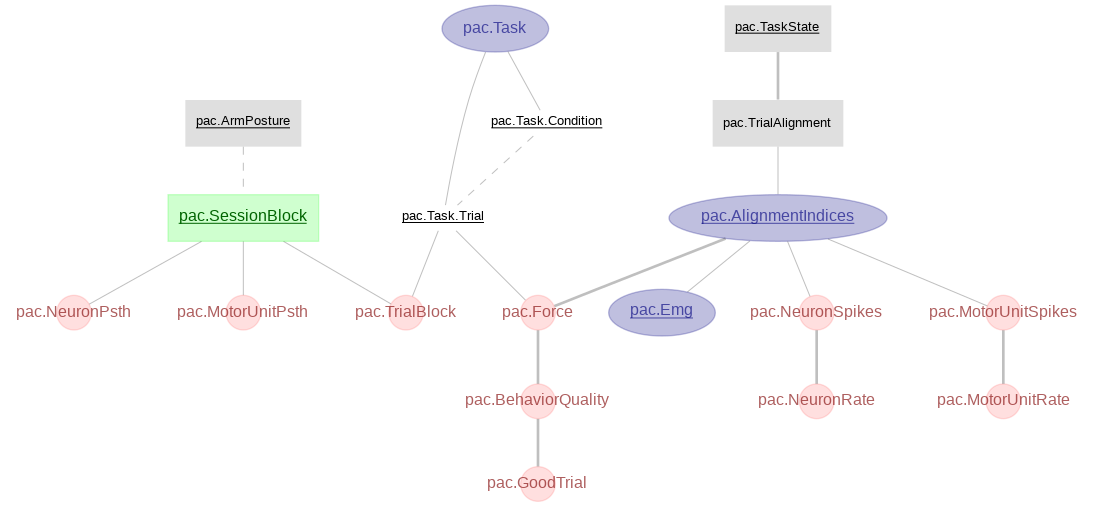 pac.Task
pac.TaskState
pac.ArmPosture
pac.Task.Condition
pac.TrialAlignment
pac.SessionBlock
pac.Task.Trial
pac.AlignmentIndices
pac.NeuronPsth
pac.MotorUnitPsth
pac.TrialBlock
pac.Force
pac.Emg
pac.NeuronSpikes
pac.MotorUnitSpikes
pac.BehaviorQuality
pac.NeuronRate
pac.MotorUnitRate
pac.GoodTrial